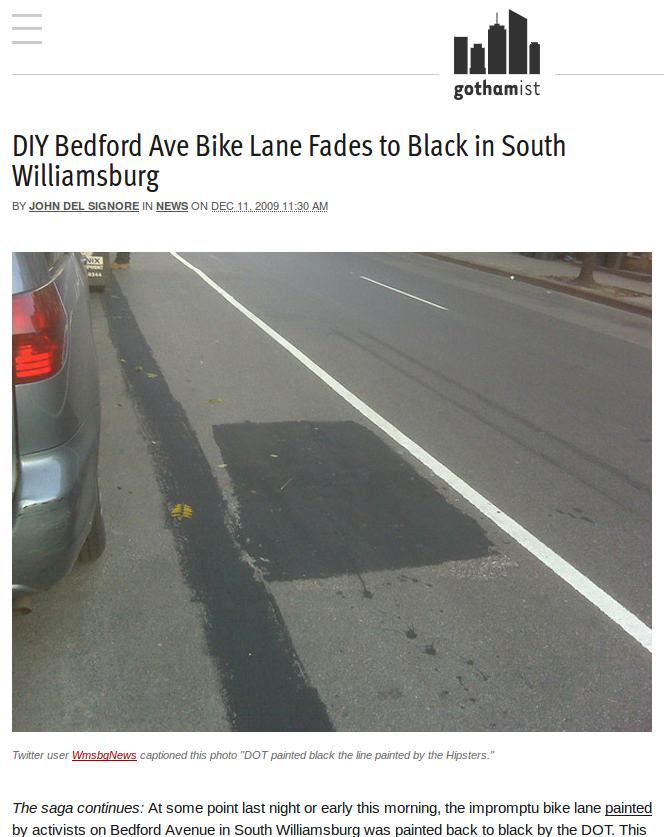 gothamist
DIY Bedford Ave Bike Lane Fades to Black in South
Williamsburg
BY JOHN DEL SIGNORE IN NEWS ON DEC 11, 2009 11:30 AM
Twitter user WmsbgNews captioned this photo "DOT painted black the line painted by the Hipsters."
The saga continues: At some point last night or early this morning, the impromptu bike lane painted
by activists on Bedford Avenue in South Williamsburg was painted back to black by the DOT. This